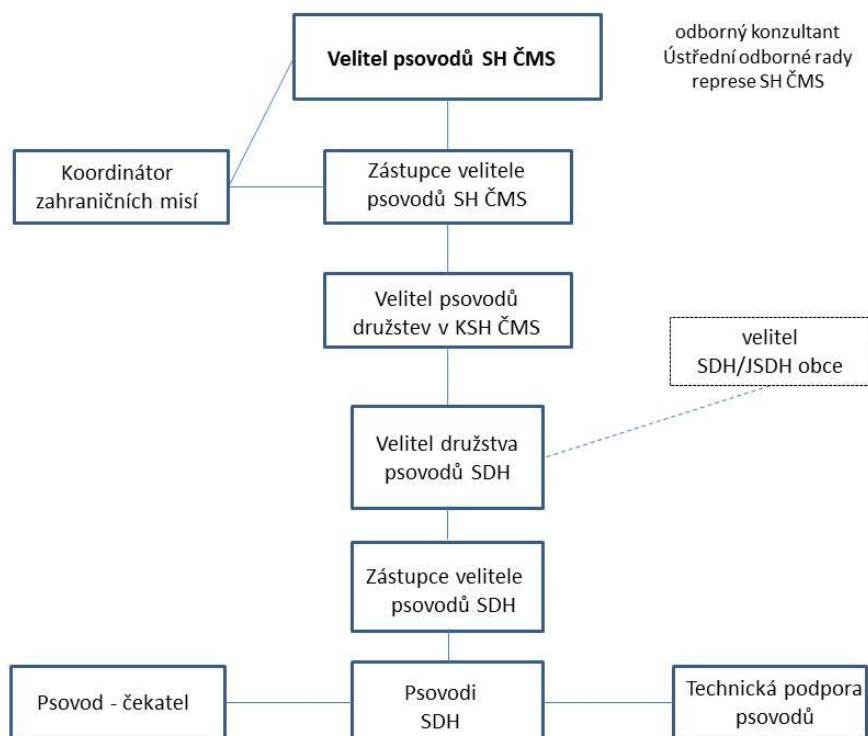 Velitel psovodů SH ČMS
odborný konzultant
Ústřední odborné rady
represe SH ČMS
Koordinátor
zahraničních misí
Zástupce velitele
psovodů SH ČMS
Velitel psovodů
družstev v KSH ČMS
velitel
SDH/JSDH obce
Velitel družstva
psovodů SDH
Zástupce velitele
psovodů SDH
Psovod - čekatel
Psovodi
SDH
Technická podpora
psovodů